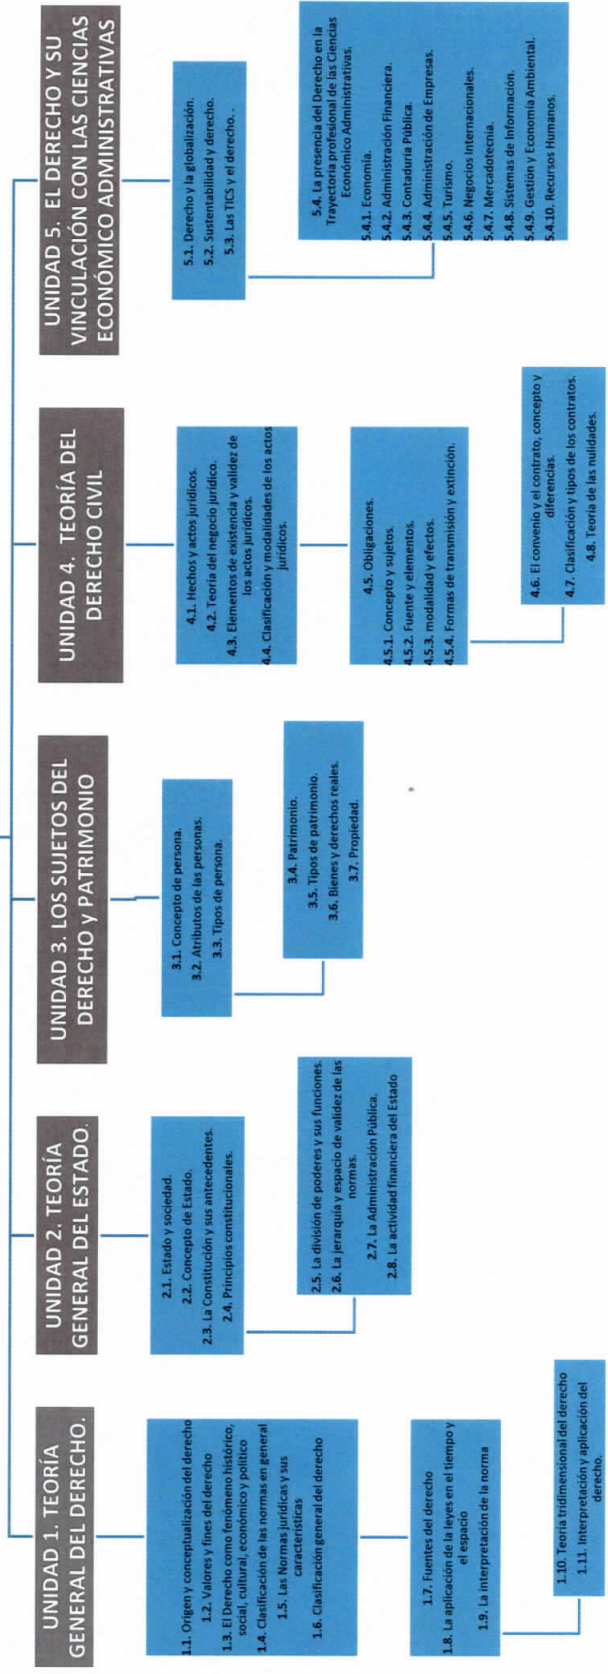 UNIDAD 1. TEORÍA
GENERAL DEL DERECHO.
1.1. Origen y conceptualización del derecho
1.2. Valores y fines del derecho
1.3. El Derecho como fenómeno histórico,
social, cultural, económico y político
1.4. Clasificación de las normas en general
1.5. Las Normas jurídicas y sus
características
1.6. Clasificación general del derecho
1.7. Fuentes del derecho
1.8. La aplicación de la leyes en el tiempo y
el espacio
1.9. La interpretación de la norma
1.10. Teoría tridimensional del derecho
1.11. Interpretación y aplicación del
derecho.
UNIDAD 2. TEORÍA
GENERAL DEL ESTADO.
2.1. Estado y sociedad.
2.2. Concepto de Estado.
2.3. La Constitución y sus antecedentes.
2.4. Principios constitucionales.
2.5. La división de poderes y sus funciones.
2.6. La jerarquía y espacio de validez de las
normas.
2.7. La Administración Pública.
2.8. La actividad financiera del Estado
UNIDAD 3. LOS SUJETOS DEL
DERECHO y PATRIMONIO
3.1. Concepto de persona.
3.2. Atributos de las personas.
3.3. Tipos de persona.
3.4. Patrimonio.
3.5. Tipos de patrimonio.
3.6. Bienes y derechos reales.
3.7. Propiedad.
UNIDAD 4. TEORÍA DEL
DERECHO CIVIL
4.1. Hechos y actos jurídicos.
4.2. Teoría del negocio jurídico.
4.3. Elementos de existencia y validez de
los actos jurídicos.
4.4. Clasificación y modalidades de los actos
jurídicos.
4.5. Obligaciones.
4.5.1. Concepto y sujetos.
4.5.2. Fuente y elementos.
4.5.3. modalidad y efectos.
4.5.4. Formas de transmisión y extinción.
4.6. El convenio y el contrato, concepto y
diferencias.
4.7. Clasificación y tipos de los contratos.
4.8. Teoría de las nulidades.
UNIDAD 5. EL DERECHO Y SU
VINCULACIÓN CON LAS CIENCIAS
ECONÓMICO ADMINISTRATIVAS
5.1. Derecho y la globalización.
5.2. Sustentabilidad y derecho.
5.3. Las TICS y el derecho. .
5.4. La presencia del Derecho en la
Trayectoria profesional de las Ciencias
Económico Administrativas.
5.4.1. Economía.
5.4.2. Administración Financiera.
5.4.3. Contaduría Pública.
5.4.4. Administración de Empresas.
5.4.5. Turismo.
5.4.6. Negocios Internacionales.
5.4.7. Mercadotecnia.
5.4.8. Sistemas de Información.
5.4.9. Gestión y Economía Ambiental.
5.4.10. Recursos Humanos.